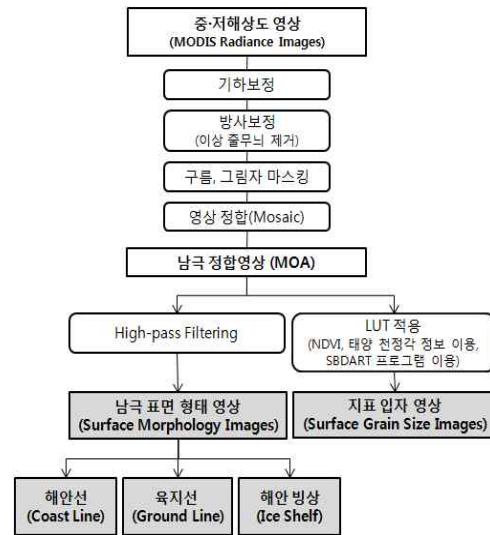 중·저해상도 영상
(MODIS Radiance Images)
기하보정
방사보정
(이상 줄무늬 제거)
구름, 그림자 마스킹
영상 정합(Mosaic)
남극 정합영상 (MOA)
High-pass Filtering
LUT 적용
(NDVI, 태양 천정각 정보 이용,
SBDART 프로그램 이용)
남극 표면 형태 영상
(Surface Morphology Images)
지표 입자 영상
(Surface Grain Size Images)
해안선
(Coast Line)
육지선
(Ground Line)
해안 빙상
(Ice Shelf)